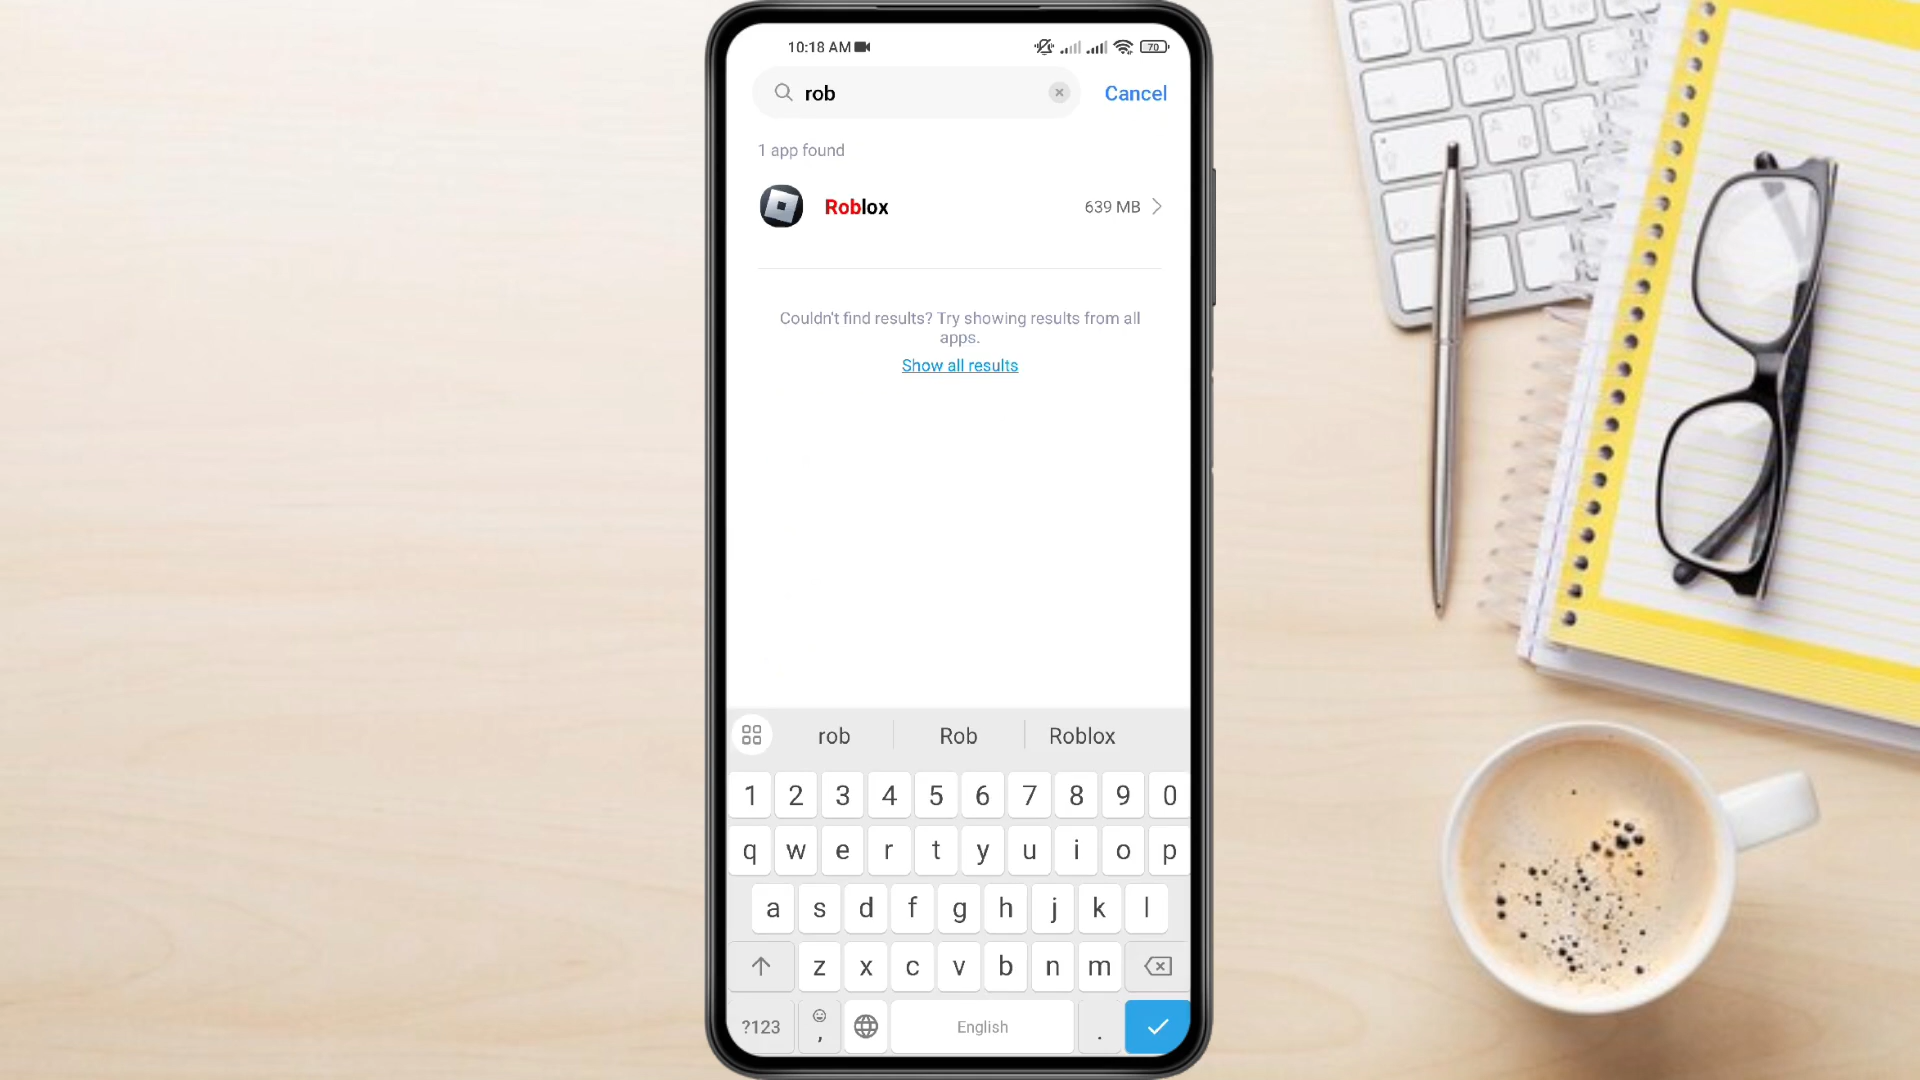 10:18 AM 70
rob Cancel
1 app found
Roblox 639 MB
Couldn't find results? Try showing results from all
apps.
Show all results
rob Rob Roblox
1 2 3 4 5 6 7 8 9 0
q w e r t y u i o p
a s d f g h j k l
z x c v b n m
?123 , English .